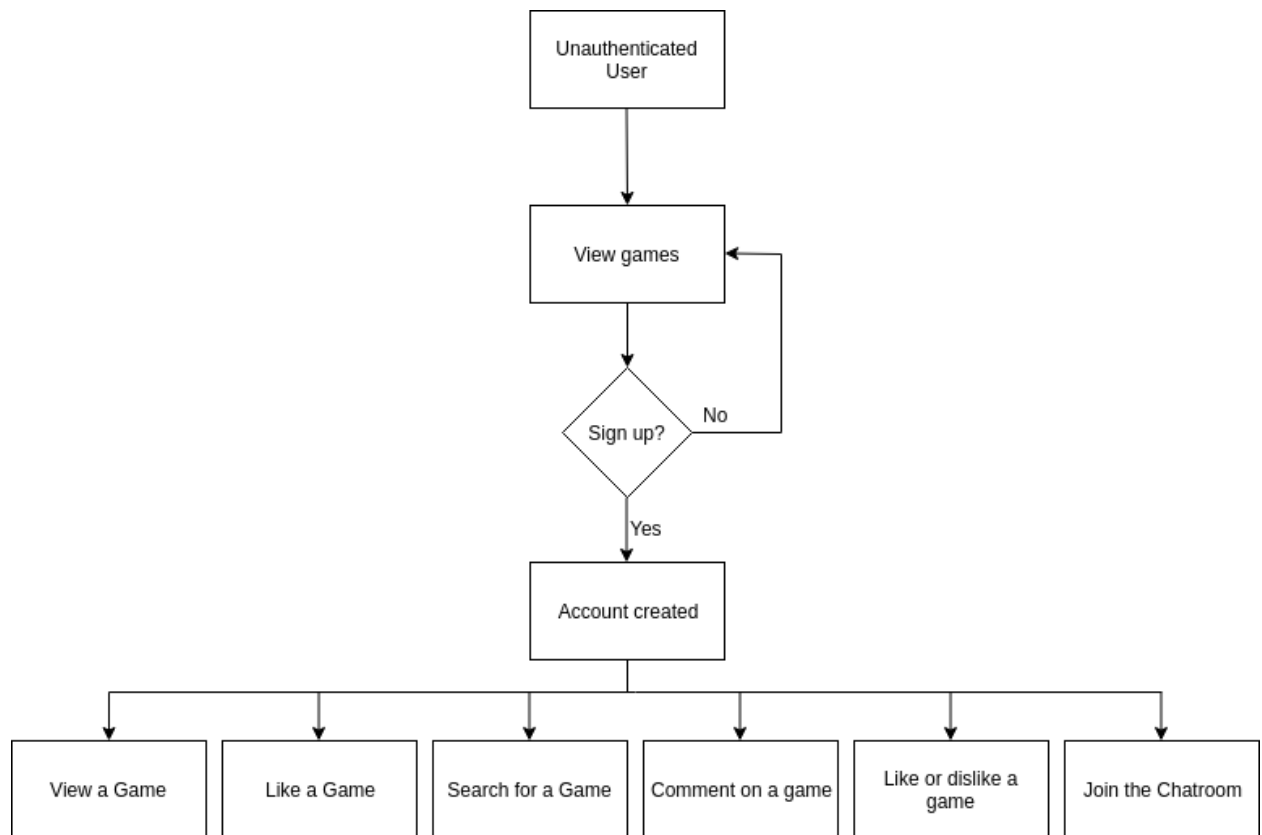 Unauthenticated
User
View games
No
Sign up?
Yes
Account created
View a Game
Like a Game
Search for a Game
Comment on a game
Like or dislike a
game
Join the Chatroom